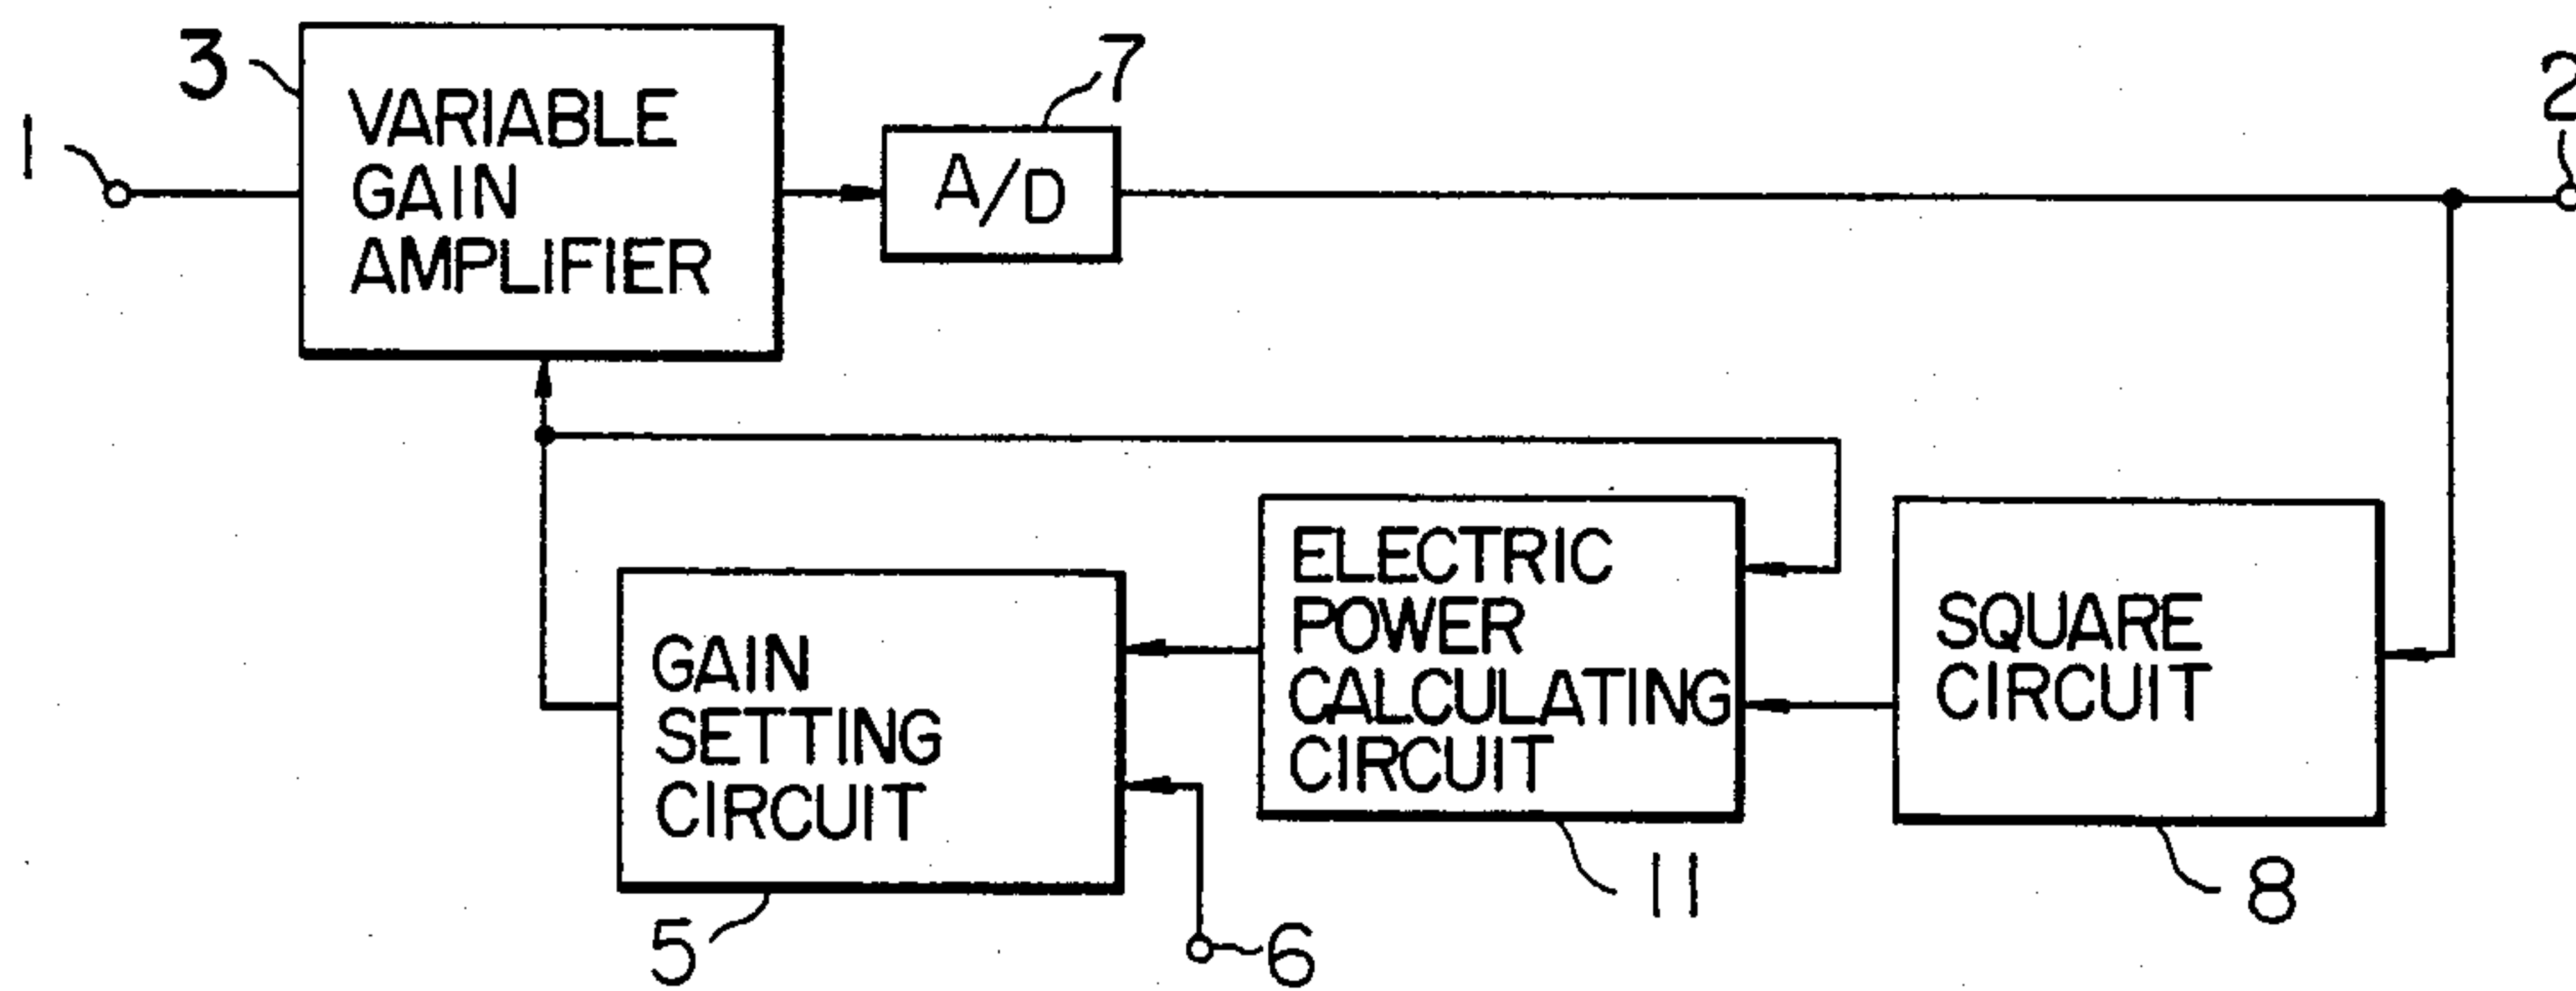 3
VARIABLE
GAIN
AMPLIFIER
1
7
A/D
2
ELECTRIC
POWER
CALCULATING
CIRCUIT
SQUARE
CIRCUIT
GAIN
SETTING
CIRCUIT
5
6
11
8